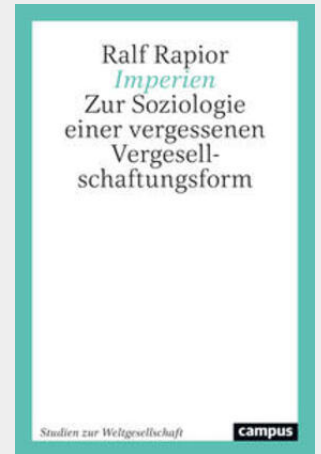 Ralf Rapior
Imperien
Zur Soziologie
einer vergessenen
Vergesell-
schaftungsform
Studien zur Weltgesellschaft
campus